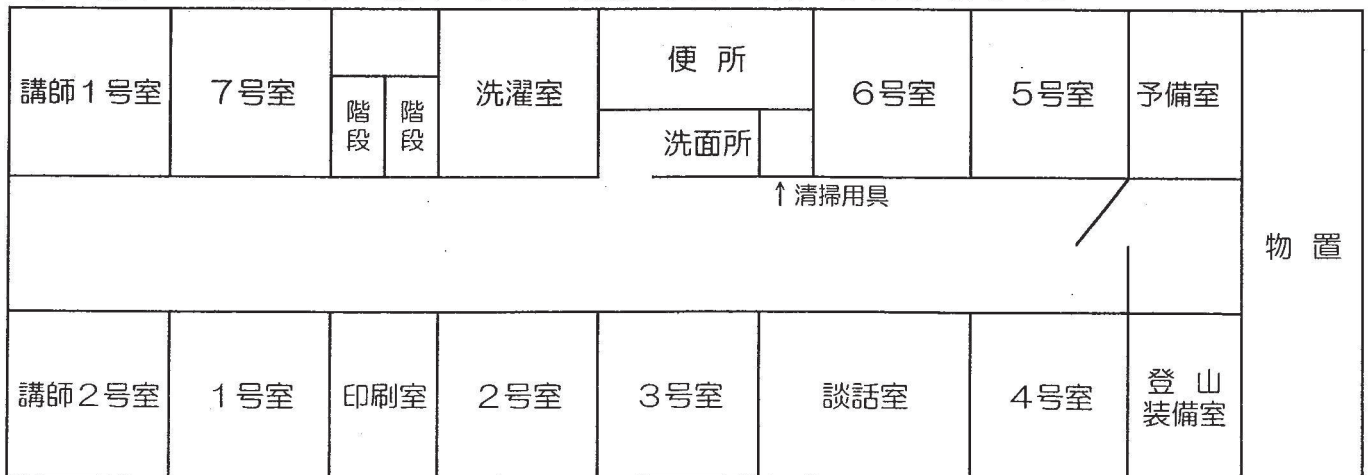 講師１号室
７号室
階段
階段
洗濯室
便所
洗面所
６号室
５号室
予備室
↑清掃用具
物置
講師２号室
１号室
印刷室
２号室
３号室
談話室
４号室
登山
装備室